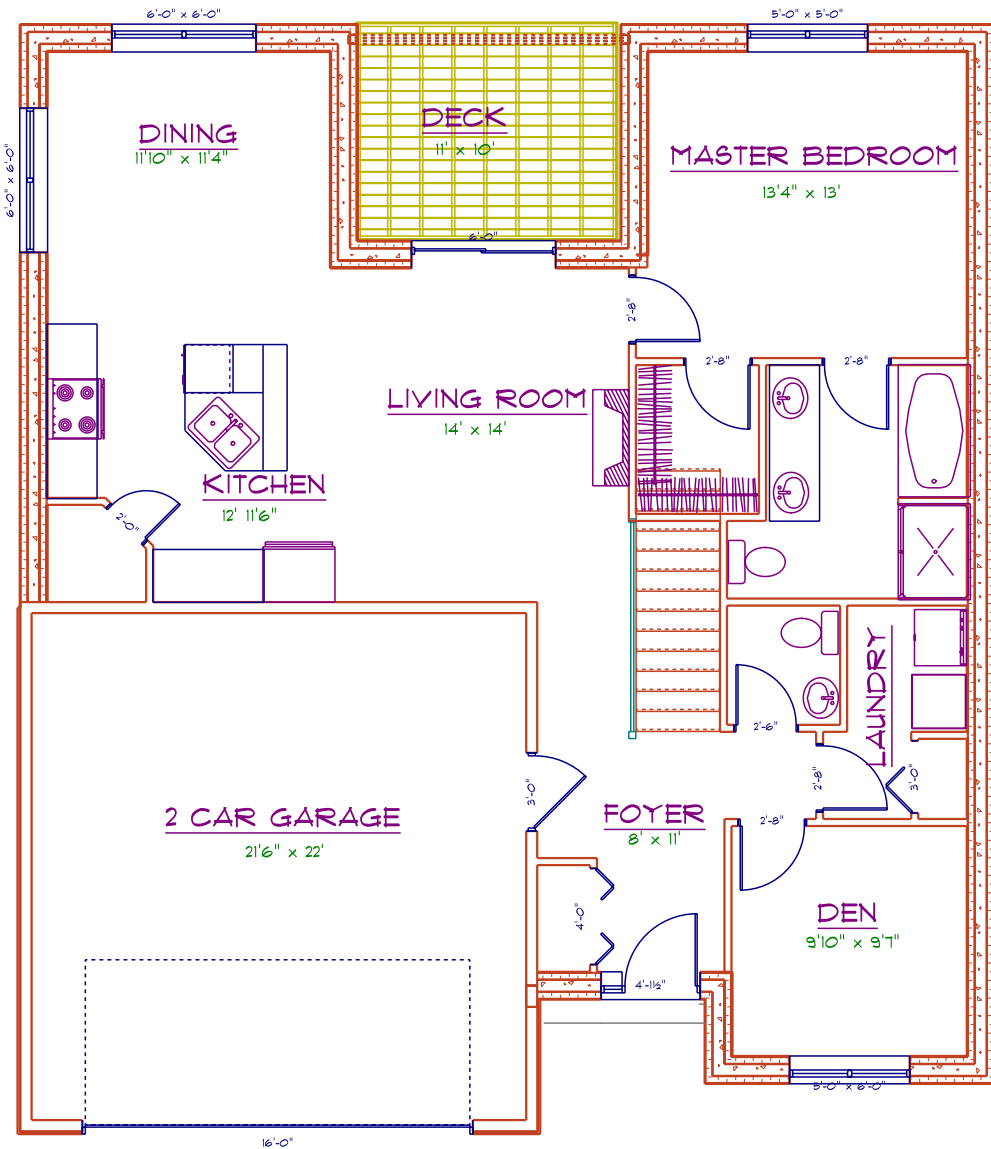 6'-0" x 6'-0"
5'-0" x 5'-0"
DECK
11' x 10'
DINING
11'10" x 11'4"
MASTER BEDROOM
13'4" x 13'
6'-0" x 6'-0"
6'-0"
2'-8"
2'-8"
2'-8"
LIVING ROOM
14' x 14'
KITCHEN
12' 11'6"
2'-0"
LAUNDRY
2'-6"
2'-8"
3'-0"
3'-0"
2 CAR GARAGE
21'6" x 22'
FOYER
8' x 11'
2'-8"
DEN
9'10" x 9'7"
4'-0"
4'-1½"
5'-0" x 6'-0"
16'-0"